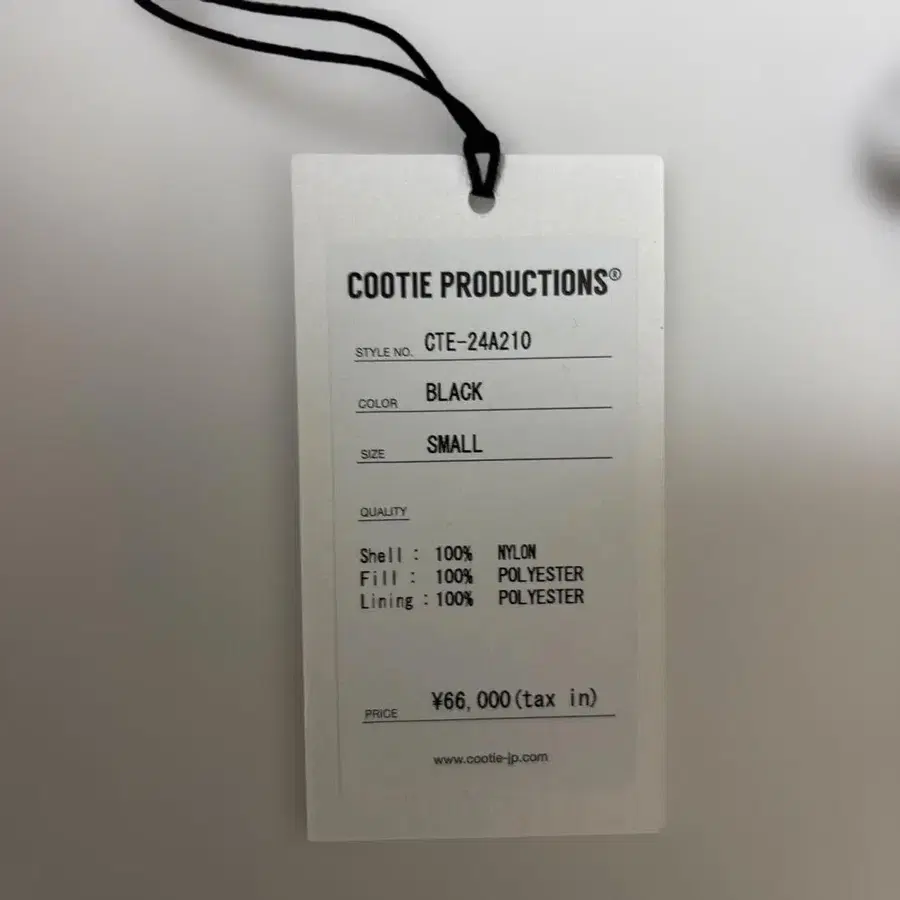 COOTIE PRODUCTIONS®
STYLE NO. CTE-24A210
COLOR BLACK
SIZE SMALL
QUALITY
Shell : 100% NYLON
Fill : 100% POLYESTER
Lining : 100% POLYESTER
PRICE ¥66,000(tax in)
www.cootie-jp.com